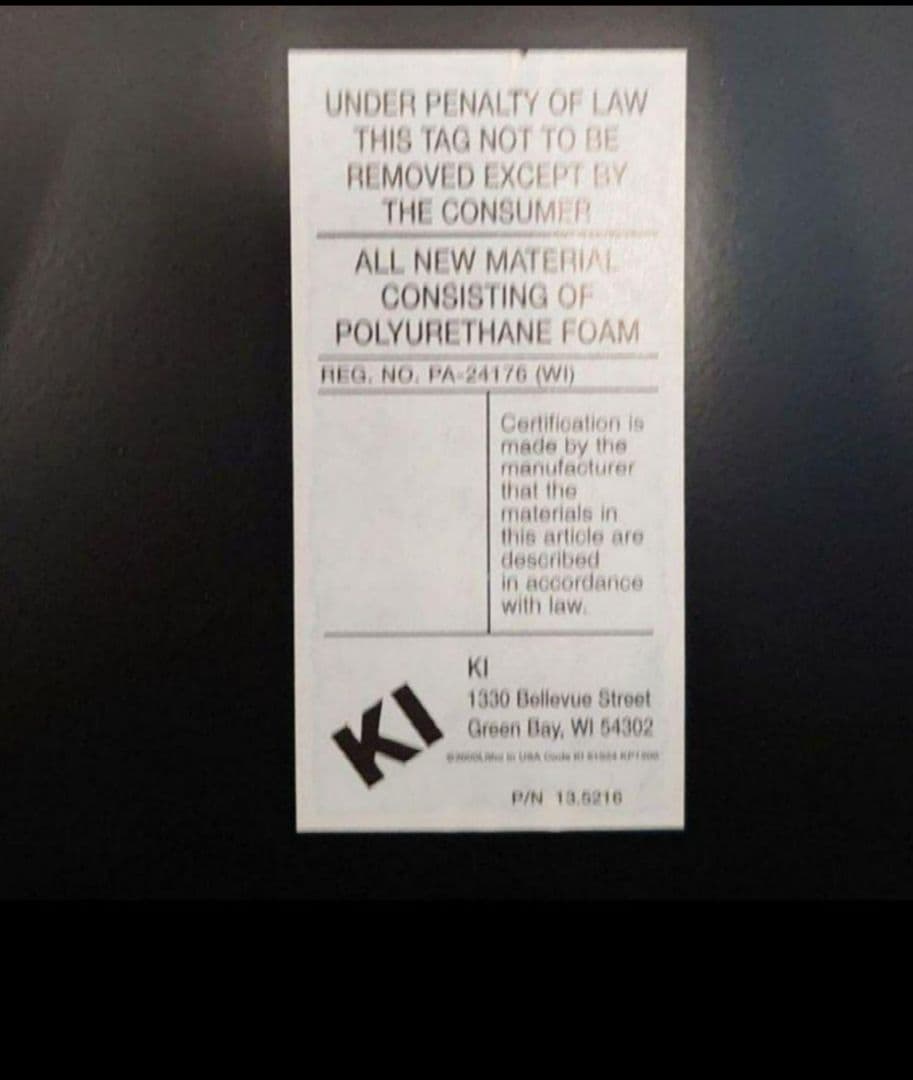 UNDER PENALTY OF LAW
THIS TAG NOT TO BE
REMOVED EXCEPT BY
THE CONSUMER
ALL NEW MATERIAL
CONSISTING OF
POLYURETHANE FOAM
REG. NO. PA-24176 (WI)
Certification is
made by the
manufacturer
that the
materials in
this article are
described
in accordance
with law.
KI
KI
1330 Bellevue Street
Green Bay, WI 54302
in USA
P/N 13.5216